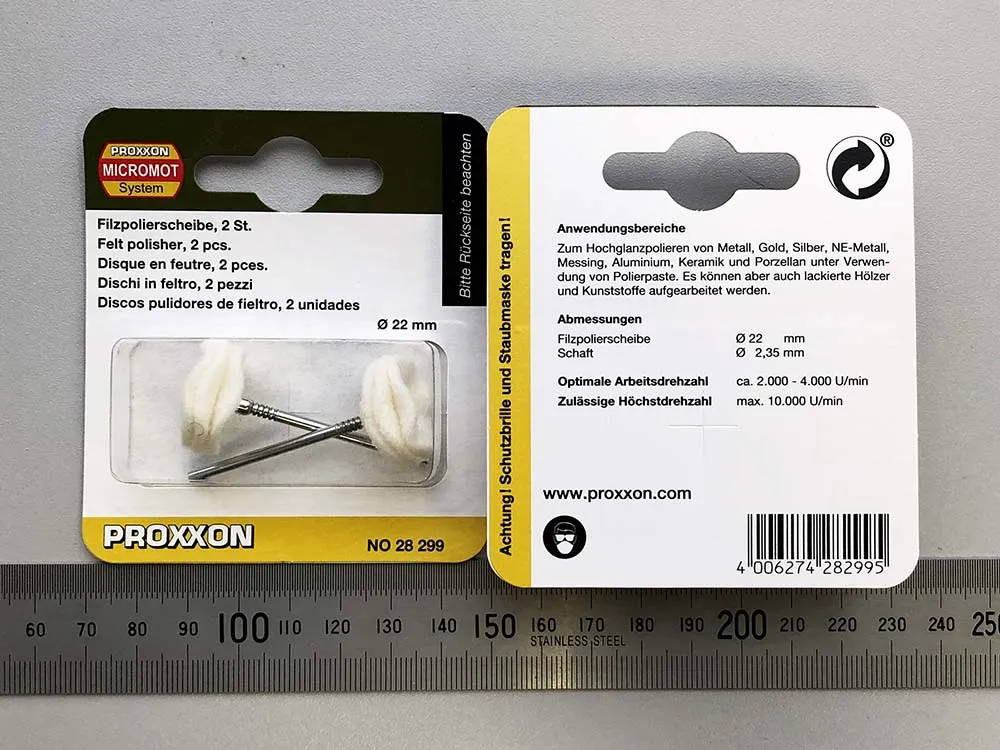 PROXXON
MICROMOT
System
Bitte Rückseite beachten
Filzpolierscheibe, 2 St.
Felt polisher, 2 pcs.
Disque en feutre, 2 pces.
Dischi in feltro, 2 pezzi
Discos pulidores de fieltro, 2 unidades
Ø 22 mm
PROXXON
NO 28 299
Achtung! Schutzbrille und Staubmaske tragen!
®
Anwendungsbereiche
Zum Hochglanzpolieren von Metall, Gold, Silber, NE-Metall,
Messing, Aluminium, Keramik und Porzellan unter Verwen-
dung von Polierpaste. Es können aber auch lackierte Hölzer
und Kunststoffe aufgearbeitet werden.
Abmessungen
Filzpolierscheibe Ø 22 mm
Schaft Ø 2,35 mm
Optimale Arbeitsdrehzahl ca. 2.000 - 4.000 U/min
Zulässige Höchstdrehzahl max. 10.000 U/min
www.proxxon.com
4 006274 282995
60 70 80 90 100 110 120 130 140 150 160 170 180 190 200 210 220 230 240 250
STAINLESS STEEL